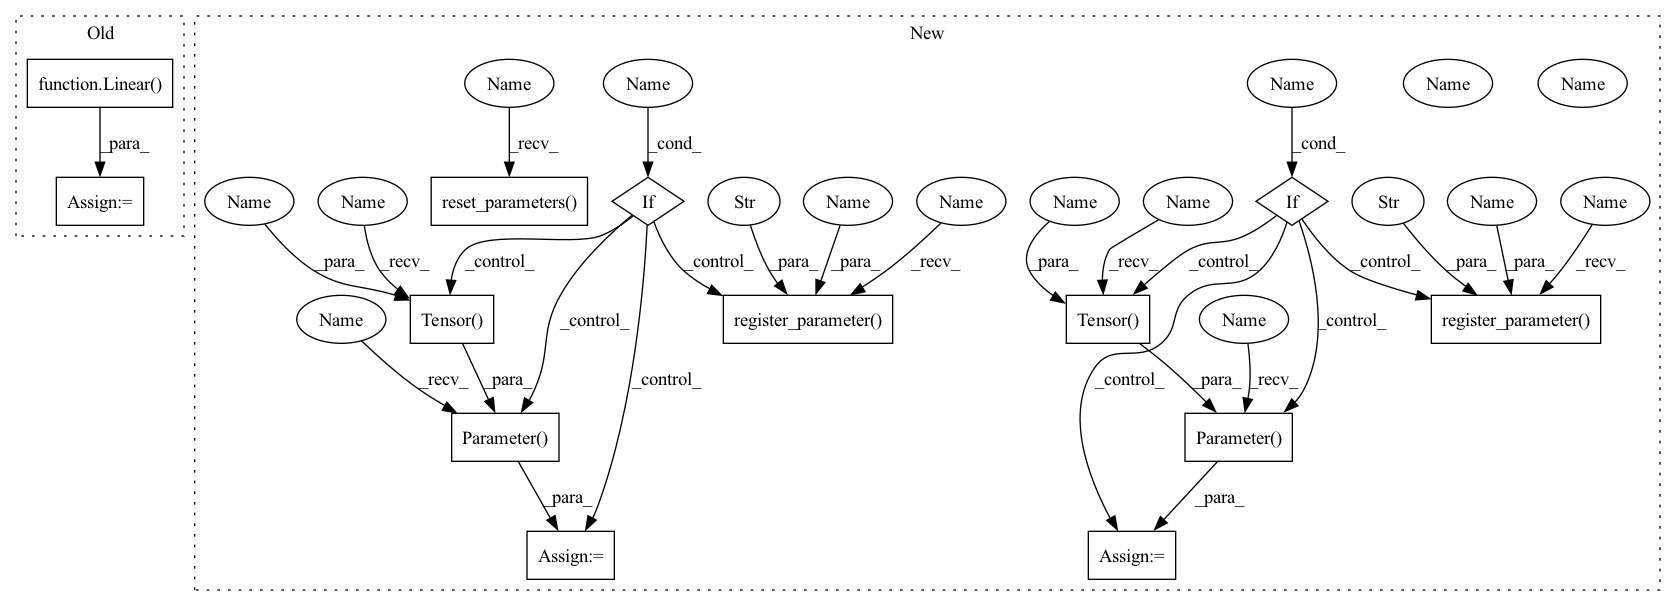 Old
New
function.Linear()
Name
Name
Name
Name
Name
_para_
_recv_
_cond_
_cond_
Assign:=
Name
Name
reset_parameters()
If
Str
Name
Name
Name
Name
If
Str
Name
Name
_para_
_recv_
_control_
_control_
_para_
_para_
_recv_
_para_
_recv_
_control_
_control_
_para_
_para_
_recv_
Name
Tensor()
register_parameter()
Tensor()
Name
register_parameter()
_control_
_control_
_recv_
_para_
_control_
_control_
_para_
_recv_
Parameter()
Parameter()
_para_
_para_
Assign:=
Assign:=